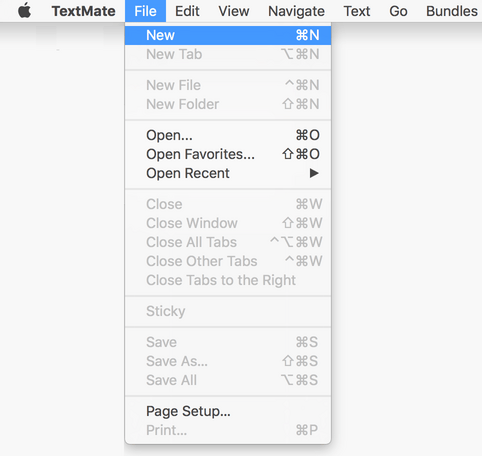 TextMate File Edit View Navigate Text Go Bundles
New ⌘N
New Tab ⌥⌘N
New File ^⌘N
New Folder ⇧⌘N
Open... ⌘O
Open Favorites... ⇧⌘O
Open Recent ▶
Close ⌘W
Close Window ⇧⌘W
Close All Tabs ^⌥⌘W
Close Other Tabs ^⌘W
Close Tabs to the Right
Sticky
Save ⌘S
Save As... ⇧⌘S
Save All ⌥⌘S
Page Setup...
Print... ⌘P